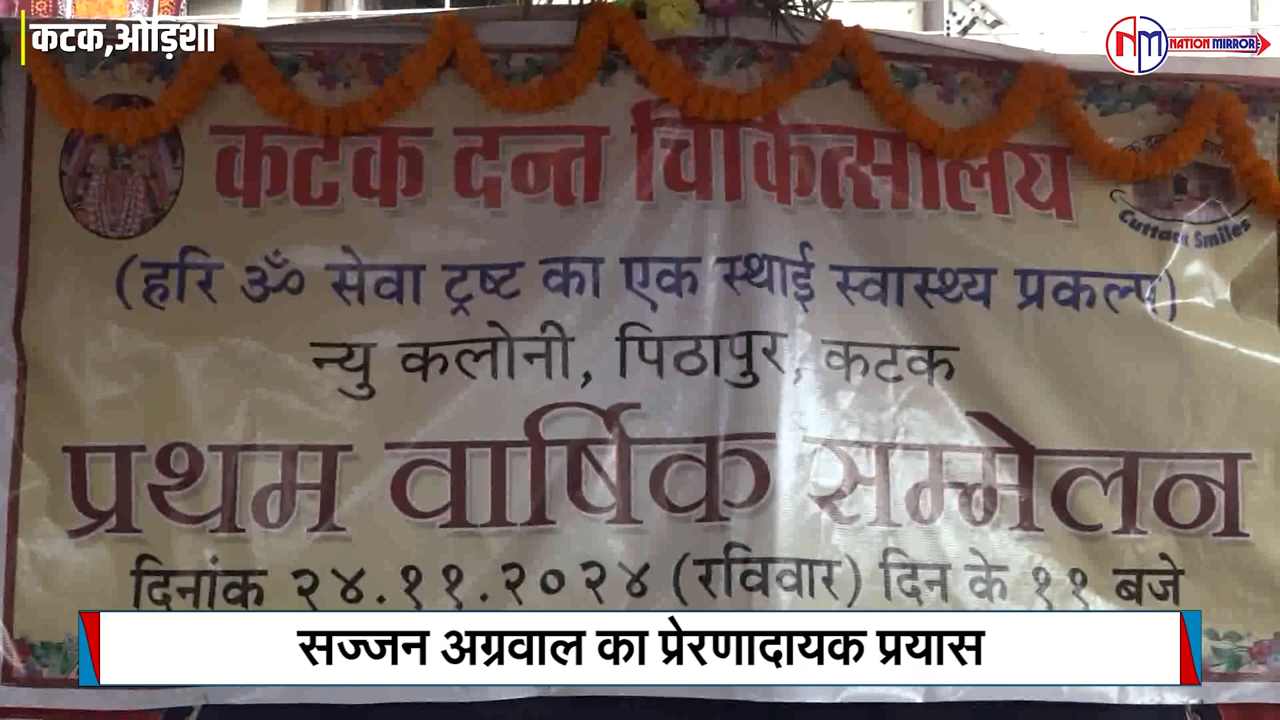 कटक,ओड़िशा
NM NATION MIRROR
कटक दन्त चिकित्सालय
Cuttack Smiles
(हरि ॐ सेवा ट्रष्ट का एक स्थाई स्वास्थ्य प्रकल्प)
न्यु कलोनी, पिठापुर, कटक
प्रथम वार्षिक सम्मेलन
दिनांक २४.११.२०२४ (रविवार) दिन के ११ बजे
सज्जन अग्रवाल का प्रेरणादायक प्रयास